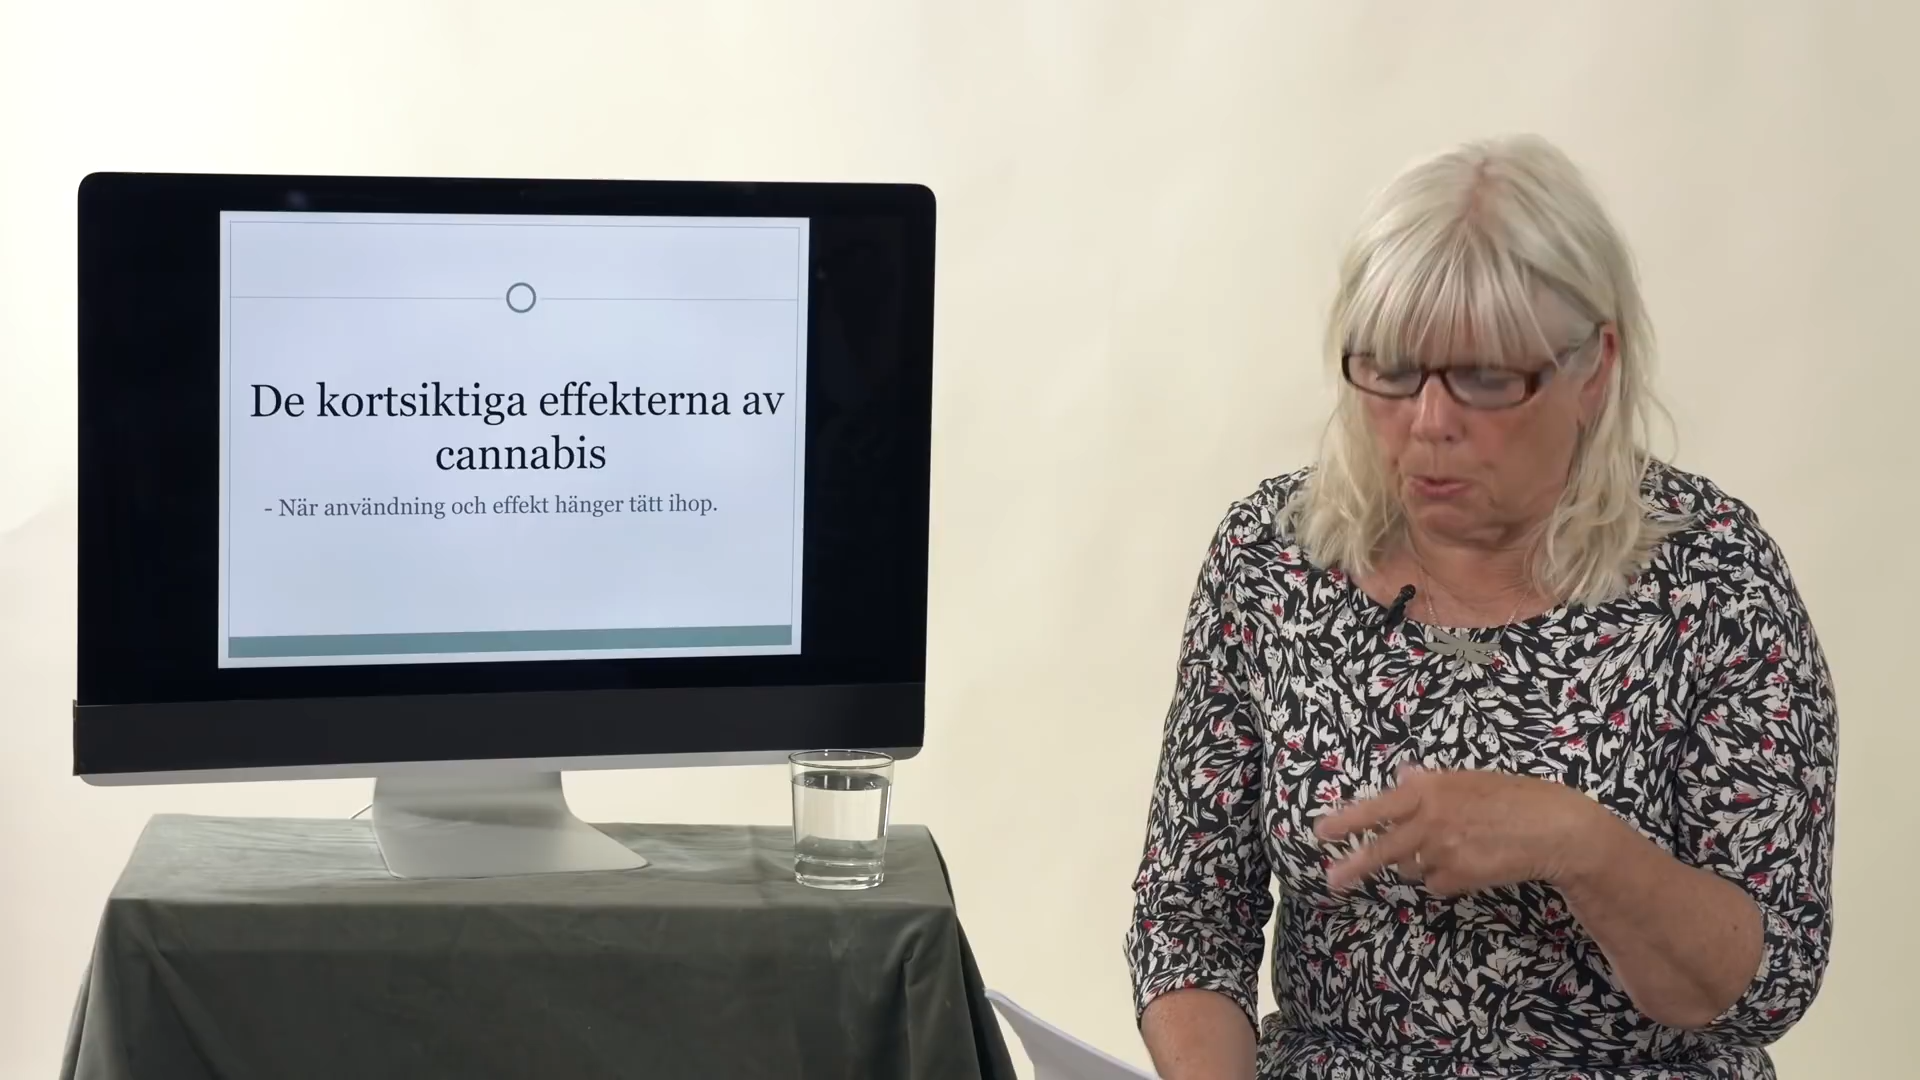 De kortsiktiga effekterna av
cannabis
- När användning och effekt hänger tätt ihop.